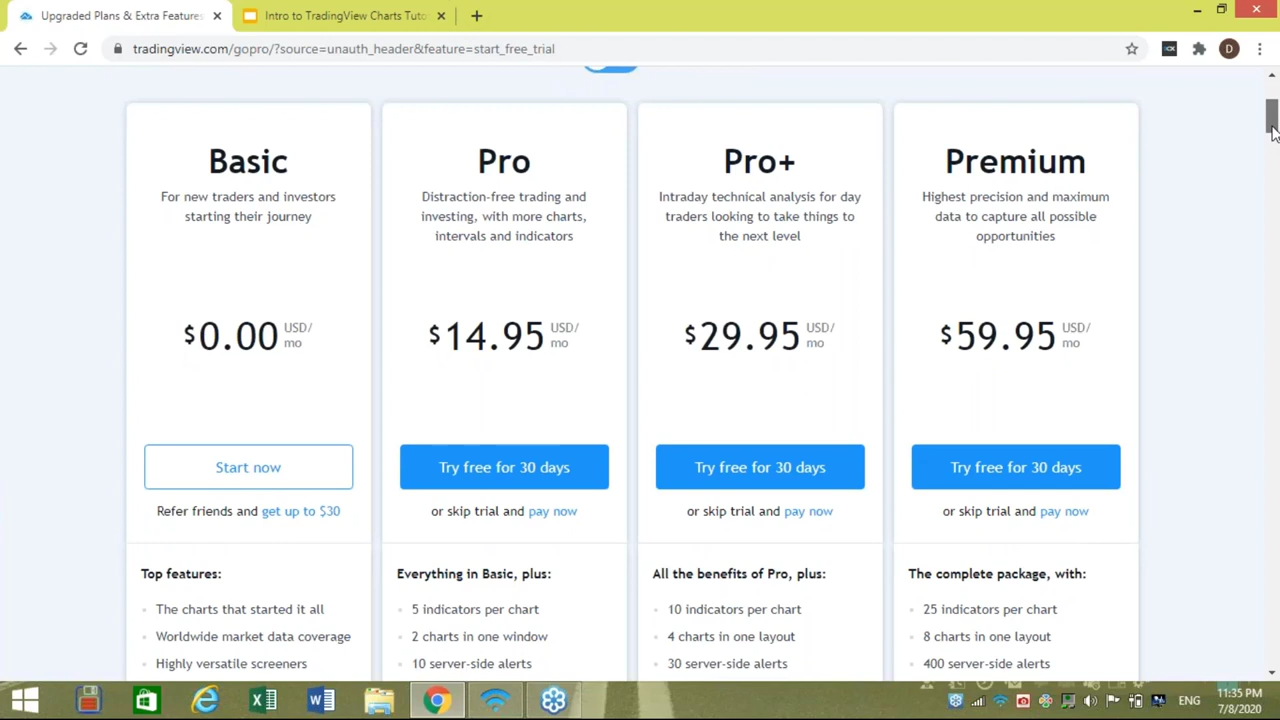 Upgraded Plans & Extra Features
Intro to TradingView Charts Tuto
tradingview.com/gopro/?source=unauth_header&feature=start_free_trial
D
Basic
For new traders and investors
starting their journey
$0.00 USD/
mo
Start now
Refer friends and get up to $30
Top features:
The charts that started it all
Worldwide market data coverage
Highly versatile screeners
Pro
Distraction-free trading and
investing, with more charts,
intervals and indicators
$14.95 USD/
mo
Try free for 30 days
or skip trial and pay now
Everything in Basic, plus:
5 indicators per chart
2 charts in one window
10 server-side alerts
Pro+
Intraday technical analysis for day
traders looking to take things to
the next level
$29.95 USD/
mo
Try free for 30 days
or skip trial and pay now
All the benefits of Pro, plus:
10 indicators per chart
4 charts in one layout
30 server-side alerts
Premium
Highest precision and maximum
data to capture all possible
opportunities
$59.95 USD/
mo
Try free for 30 days
or skip trial and pay now
The complete package, with:
25 indicators per chart
8 charts in one layout
400 server-side alerts
ENG
11:35 PM
7/8/2020